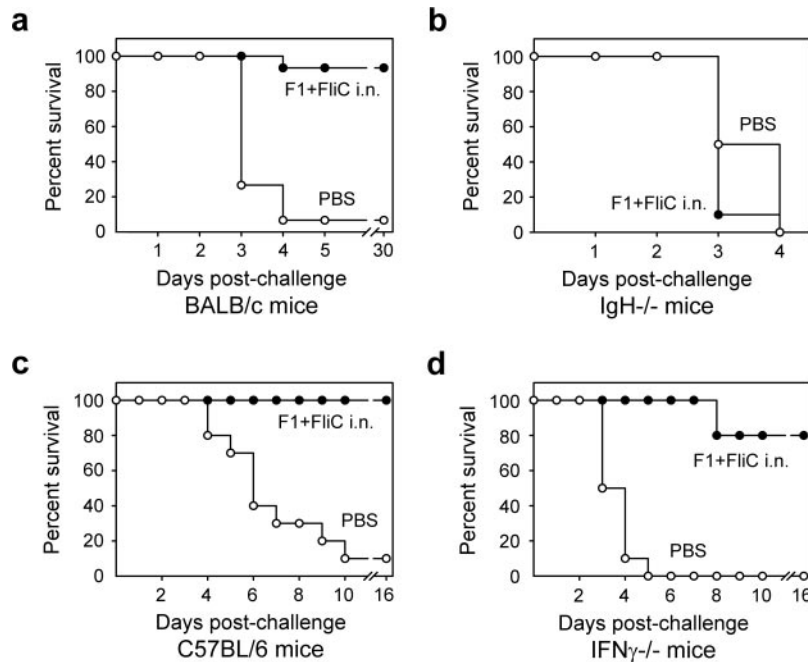 a
100
80
60
40
20
0
Percent survival
F1+FliC i.n.
PBS
1 2 3 4 5 30
Days post-challenge
BALB/c mice
b
100
80
60
40
20
0
Percent survival
PBS
F1+FliC i.n.
1 2 3 4
Days post-challenge
IgH-/- mice
c
100
80
60
40
20
0
Percent survival
F1+FliC i.n.
PBS
2 4 6 8 10 16
Days post-challenge
C57BL/6 mice
d
100
80
60
40
20
0
Percent survival
F1+FliC i.n.
PBS
2 4 6 8 10 16
Days post-challenge
IFNγ-/- mice